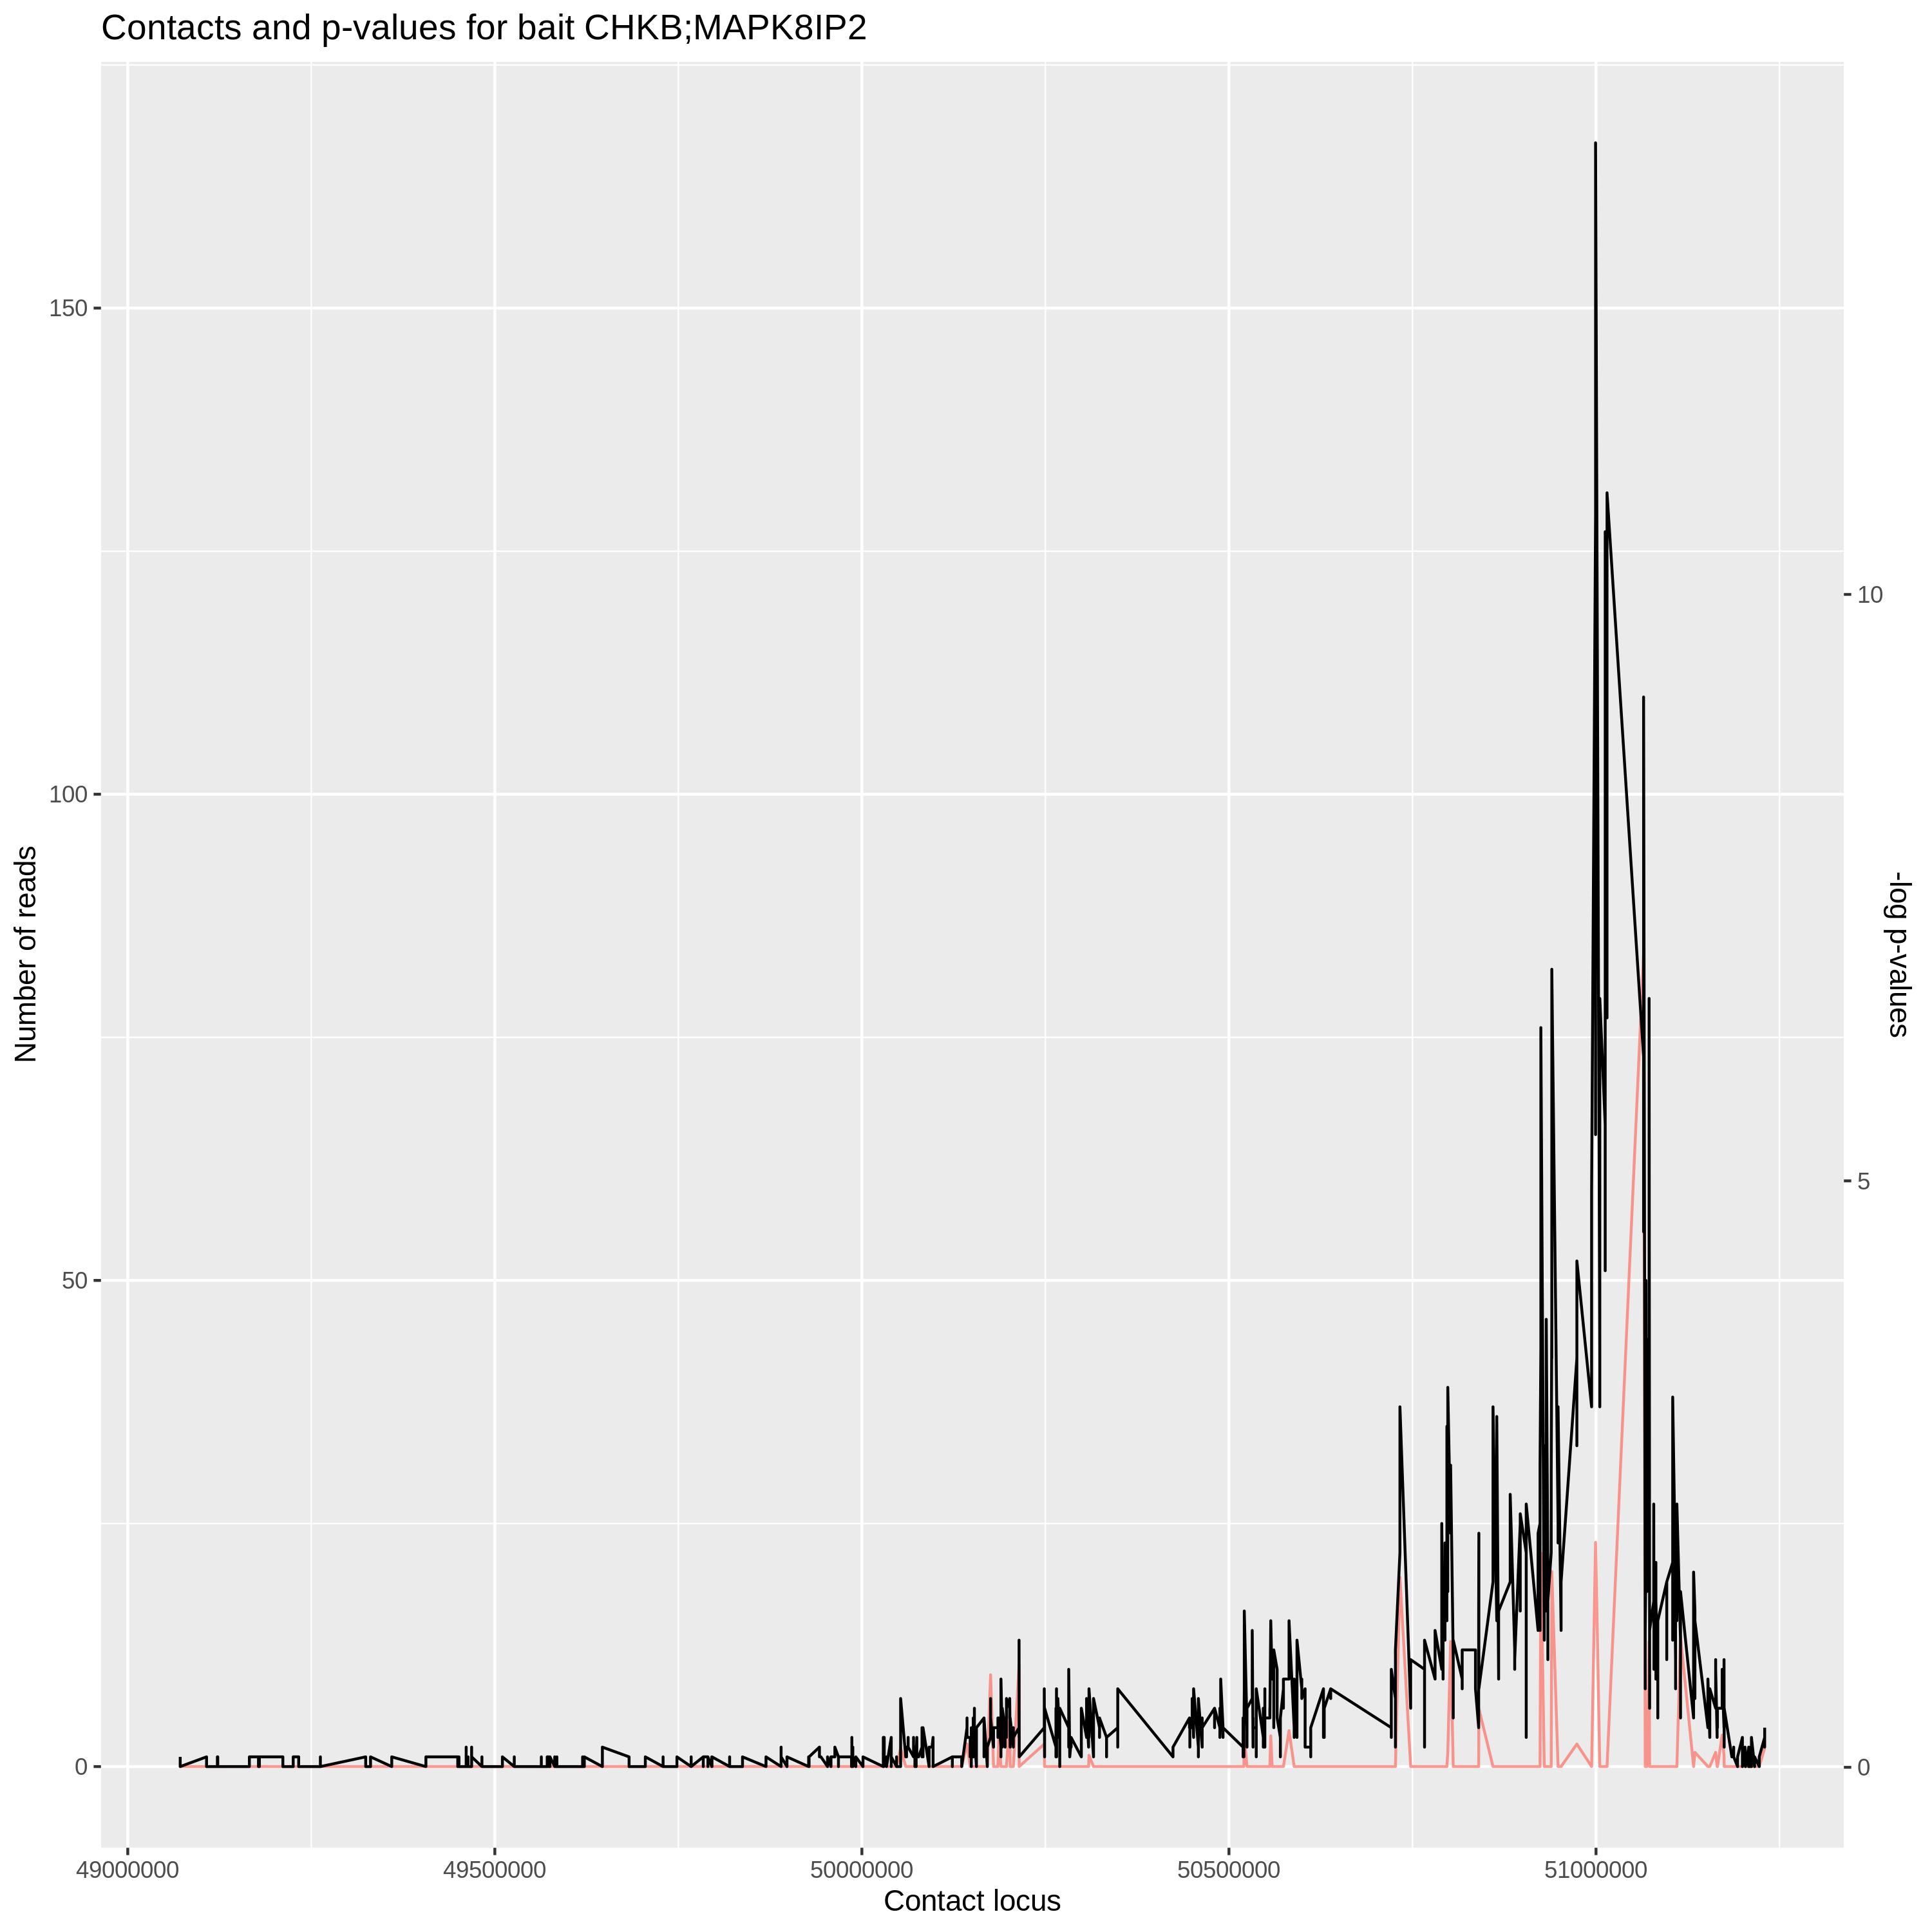 Contacts and p-values for bait CHKB;MAPK8IP2
150
100
50
0
Number of reads
10
5
0
-log p-values
49000000 49500000 50000000 50500000 51000000
Contact locus